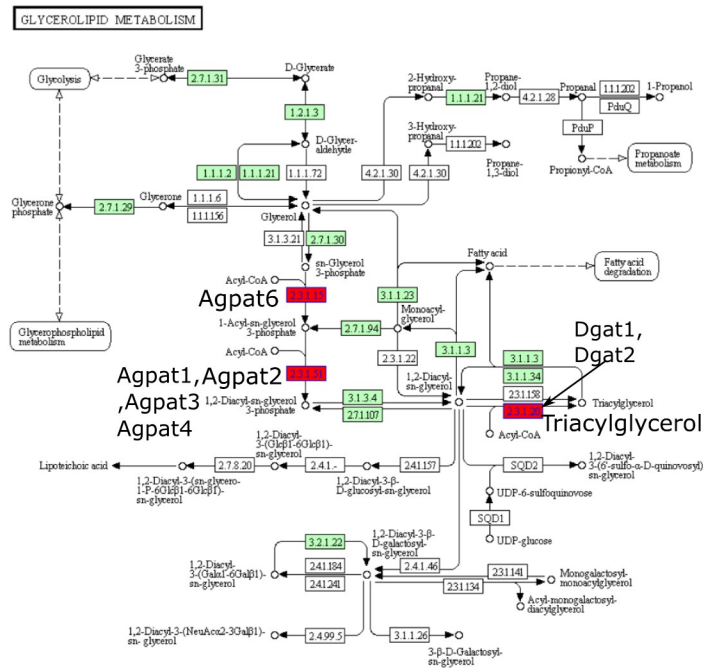 GLYCEROLIPID METABOLISM
Glycolysis
Glycerate
3-phosphate
2.7.1.31
D-Glycerate
1.2.1.3
D-Glycer-
aldehyde
1.1.1.2
1.1.1.21
1.1.1.72
Glycerone
phosphate
2.7.1.29
Glycerone
1.1.1.6
1.1.1.156
Glycerol
2-Hydroxy-
propanal
1.1.1.21
Propane-
1,2-diol
4.2.1.28
Propanal
1.1.1.202
PduQ
1-Propanol
PduP
Propionyl-CoA
Propanoate
metabolism
3-Hydroxy-
propanal
1.1.1.202
Propane-
1,3-diol
4.2.1.30
4.2.1.30
3.1.3.21
2.7.1.30
sn-Glycerol
3-phosphate
Acyl-CoA
Agpat6
2.3.1.15
Fatty acid
Fatty acid
degradation
3.1.1.23
Monoacyl-
glycerol
1-Acyl-sn-glycerol
3-phosphate
2.7.1.94
Glycerophospholipid
metabolism
Acyl-CoA
2.3.1.51
2.3.1.22
3.1.1.3
3.1.1.3
3.1.1.34
2.3.1.158
2.3.1.20
Dgat1,
Dgat2
Agpat1,Agpat2
,Agpat3
Agpat4
1,2-Diacyl-sn-glycerol
3-phosphate
3.1.3.4
2.7.1.107
1,2-Diacyl-
sn-glycerol
Triacylglycerol
Triacylglycerol
Acyl-CoA
Lipoteichoic acid
2.7.8.20
1,2-Diacyl-3-(sn-glycero-
1-P-6Glcβ1-6Glcβ1)-
sn-glycerol
1,2-Diacyl-
3-(Glcβ1-6Glcβ1)-
sn-glycerol
2.4.1.-
1,2-Diacyl-3-β-
D-glucosyl-sn-glycerol
2.4.1.157
SQD2
1,2-Diacyl-
3-(6'-sulfo-α-D-quinovosyl)
sn-glycerol
UDP-6-sulfoquinovose
SQD1
UDP-glucose
3.2.1.22
1,2-Diacyl-3-β-
D-galactosyl-
sn-glycerol
1,2-Diacyl-
3-(Galα1-6Galβ1)-
sn-glycerol
2.4.1.184
2.4.1.241
2.4.1.46
2.3.1.141
2.3.1.134
Monogalactosyl-
monoacylglycerol
Acyl-monogalactosyl-
diacylglycerol
1,2-Diacyl-3-(NeuAcα2-3Galβ1)-
sn- glycerol
2.4.99.5
3.1.1.26
3-β-D-Galactosyl-
sn-glycerol